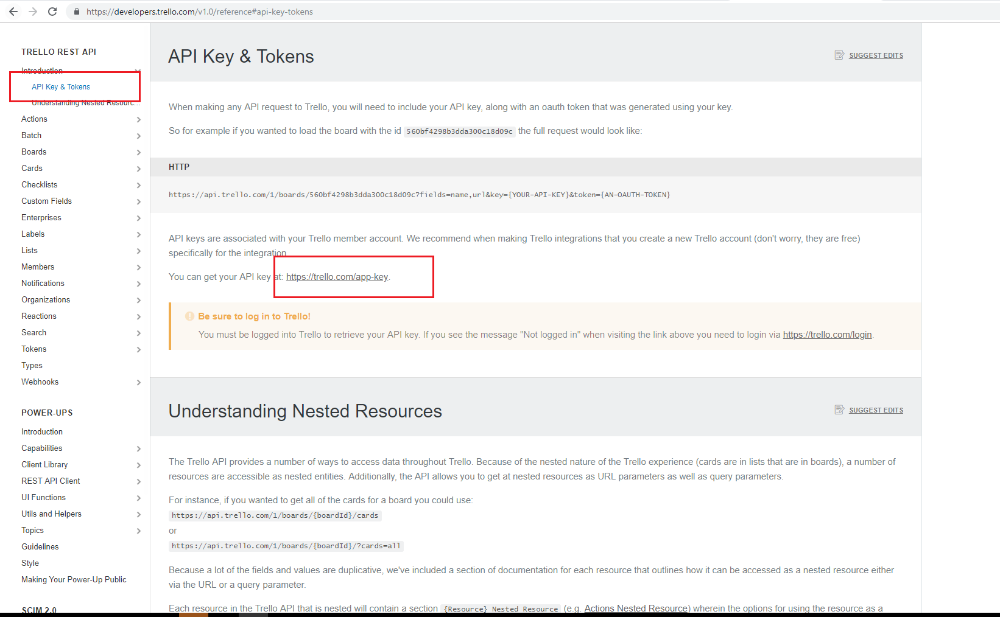 https://developers.trello.com/v1.0/reference#api-key-tokens
TRELLO REST API
Introduction
API Key & Tokens
Understanding Nested Resourc...
Actions
Batch
Boards
Cards
Checklists
Custom Fields
Enterprises
Labels
Lists
Members
Notifications
Organizations
Reactions
Search
Tokens
Types
Webhooks
POWER-UPS
Introduction
Capabilities
Client Library
REST API Client
UI Functions
Utils and Helpers
Topics
Guidelines
Style
Making Your Power-Up Public
SCIM 2.0
API Key & Tokens
SUGGEST EDITS
When making any API request to Trello, you will need to include your API key, along with an oauth token that was generated using your key.
So for example if you wanted to load the board with the id 560bf4298b3dda300c18d09c the full request would look like:
HTTP
https://api.trello.com/1/boards/560bf4298b3dda300c18d09c?fields=name,url&key={YOUR-API-KEY}&token={AN-OAUTH-TOKEN}
API keys are associated with your Trello member account. We recommend when making Trello integrations that you create a new Trello account (don't worry, they are free)
specifically for the integration.
You can get your API key at: https://trello.com/app-key.
Be sure to log in to Trello!
You must be logged into Trello to retrieve your API key. If you see the message "Not logged in" when visiting the link above you need to login via https://trello.com/login.
Understanding Nested Resources
SUGGEST EDITS
The Trello API provides a number of ways to access data throughout Trello. Because of the nested nature of the Trello experience (cards are in lists that are in boards), a number of
resources are accessible as nested entities. Additionally, the API allows you to get at nested resources as URL parameters as well as query parameters.
For instance, if you wanted to get all of the cards for a board you could use:
https://api.trello.com/1/boards/{boardId}/cards
or
https://api.trello.com/1/boards/{boardId}/?cards=all
Because a lot of the fields and values are duplicative, we've included a section of documentation for each resource that outlines how it can be accessed as a nested resource either
via the URL or a query parameter.
Each resource in the Trello API that is nested will contain a section {Resource} Nested Resource (e.g. Actions Nested Resource) wherein the options for using the resource as a